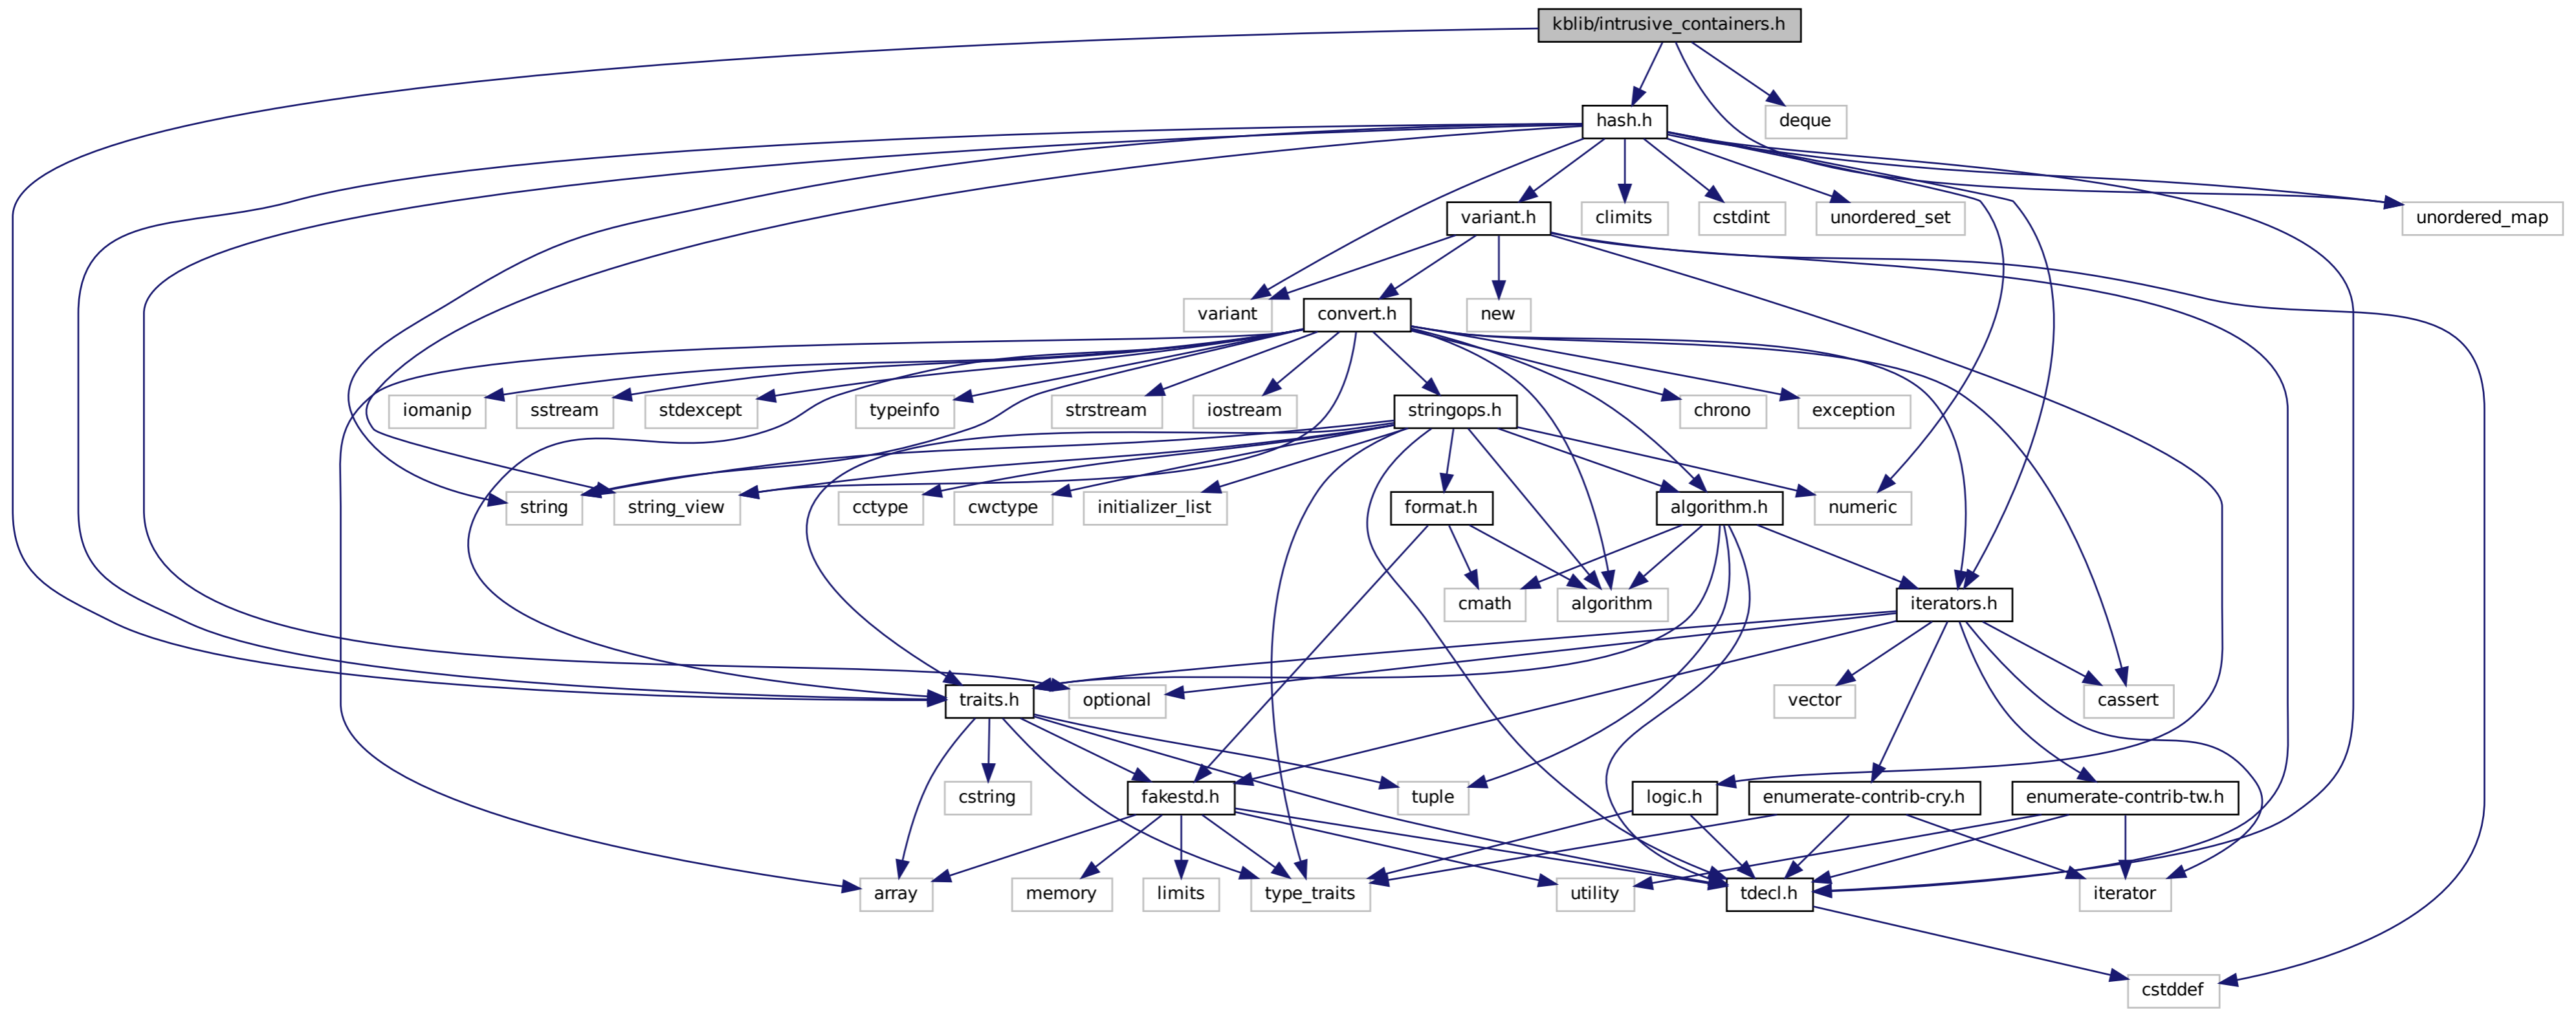 kblib/intrusive_containers.h
hash.h
deque
variant.h
climits
cstdint
unordered_set
unordered_map
variant
convert.h
new
iomanip
sstream
stdexcept
typeinfo
strstream
iostream
stringops.h
chrono
exception
string
string_view
cctype
cwctype
initializer_list
format.h
algorithm.h
numeric
cmath
algorithm
iterators.h
traits.h
optional
vector
cassert
cstring
fakestd.h
tuple
logic.h
enumerate-contrib-cry.h
enumerate-contrib-tw.h
array
memory
limits
type_traits
utility
tdecl.h
iterator
cstddef